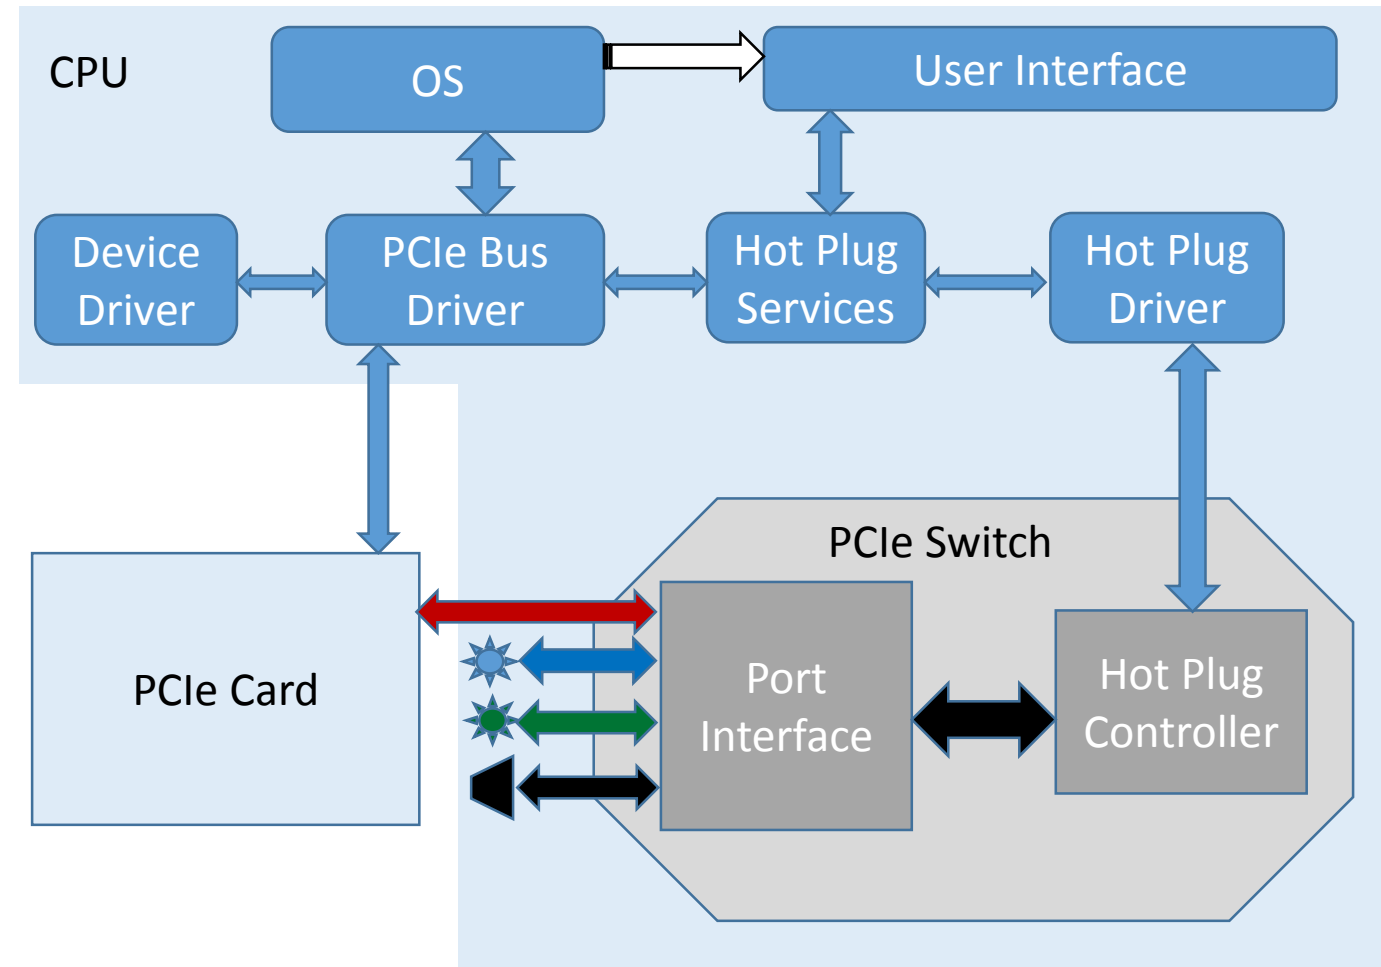 CPU
OS
User Interface
Device
Driver
PCIe Bus
Driver
Hot Plug
Services
Hot Plug
Driver
PCIe Switch
PCIe Card
Port
Interface
Hot Plug
Controller